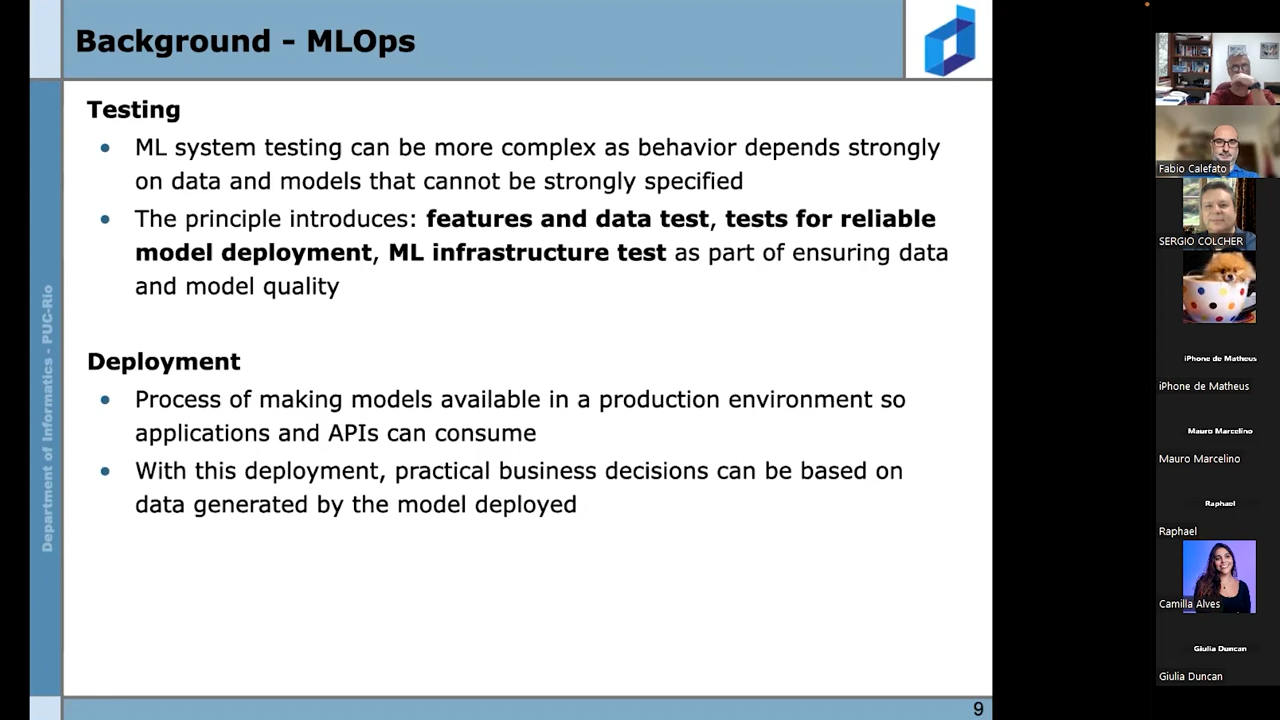 Background - MLOps
Testing
ML system testing can be more complex as behavior depends strongly
on data and models that cannot be strongly specified
The principle introduces: features and data test, tests for reliable
model deployment, ML infrastructure test as part of ensuring data
and model quality
Deployment
Process of making models available in a production environment so
applications and APIs can consume
With this deployment, practical business decisions can be based on
data generated by the model deployed
Department of Informatics - PUC-Rio
9
Fabio Calefato
SERGIO COLCHER
iPhone de Matheus
iPhone de Matheus
Mauro Marcelino
Mauro Marcelino
Raphael
Raphael
Camilla Alves
Giulia Duncan
Giulia Duncan